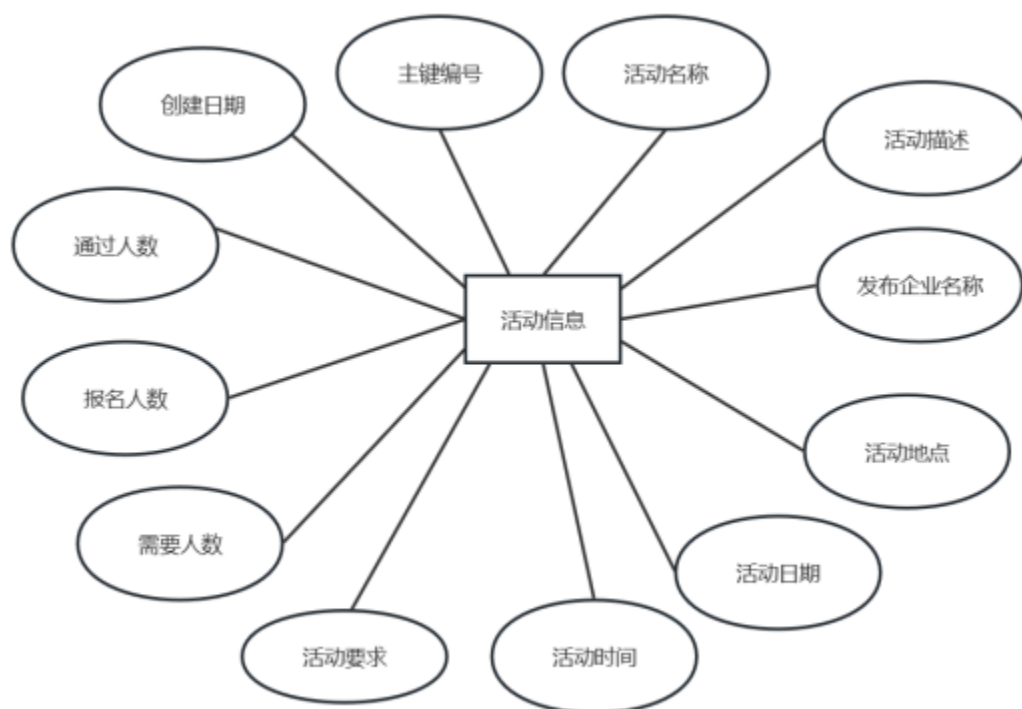 主键编号
活动名称
创建日期
活动描述
通过人数
发布企业名称
活动信息
报名人数
活动地点
需要人数
活动日期
活动要求
活动时间